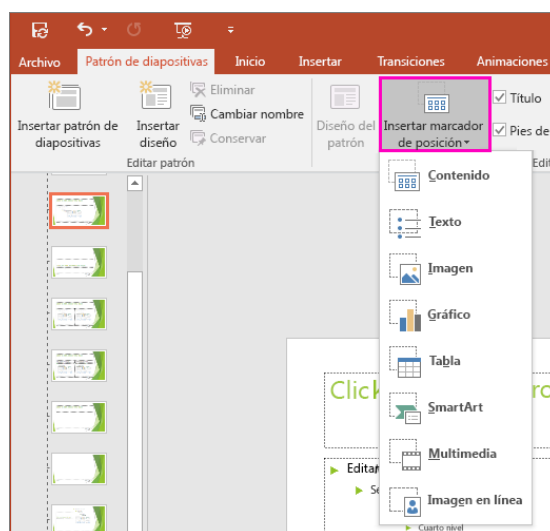 Archivo Patrón de diapositivas Inicio Insertar Transiciones Animaciones
Insertar patrón de diapositivas
Insertar diseño
Eliminar
Cambiar nombre
Conservar
Editar patrón
Diseño del patrón
Insertar marcador de posición
Título
Pies de
Edit
Contenido
Texto
Imagen
Gráfico
Tabla
SmartArt
Multimedia
Imagen en línea
Click
Cuarto nivel